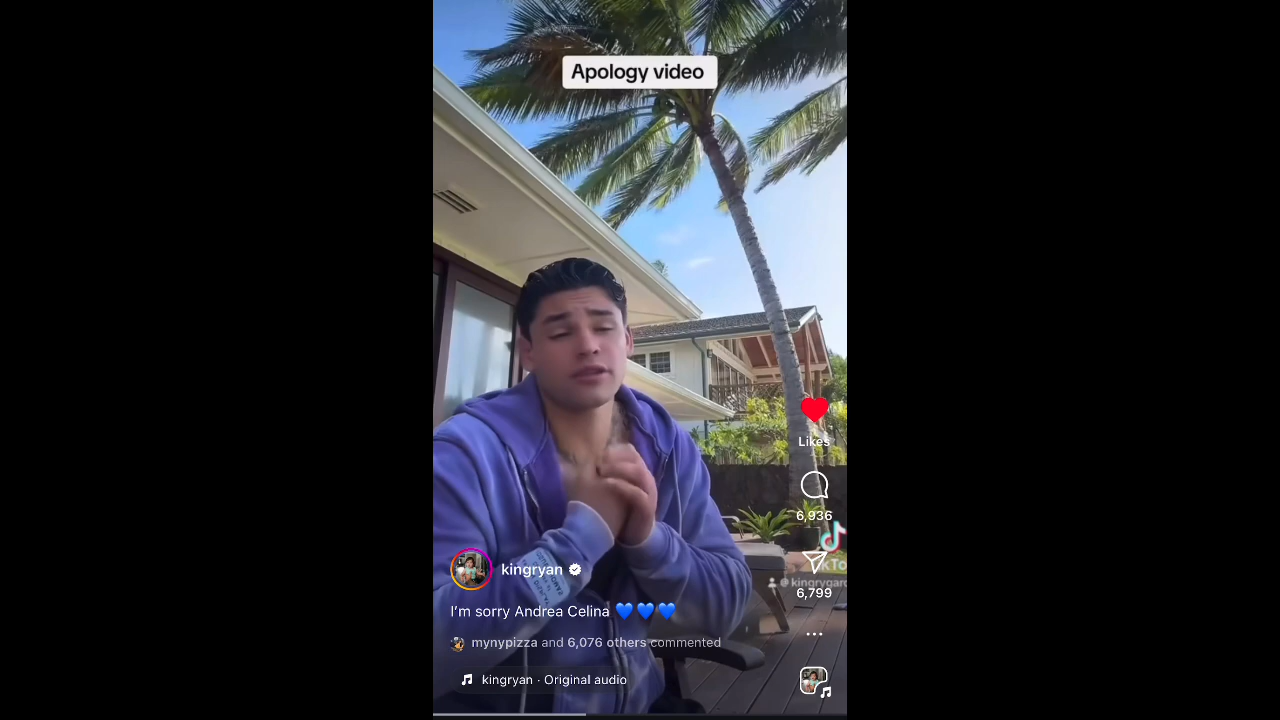 Apology video
Likes
6,936
6,799
kingryan
I'm sorry Andrea Celina 💙💙💙
mynypizza and 6,076 others commented
kingryan · Original audio